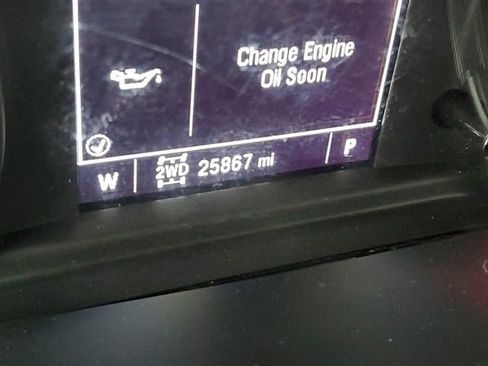 Change Engine
Oil Soon
W 2WD 25867 mi P